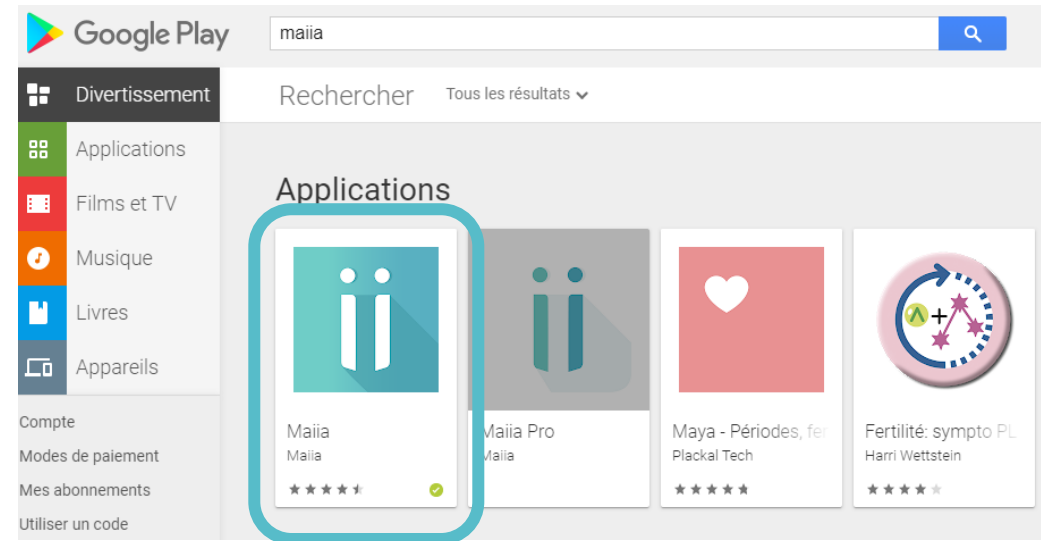 Google Play
maiia
Divertissement
Rechercher
Tous les résultats
Applications
Films et TV
Musique
Livres
Appareils
Compte
Modes de paiement
Mes abonnements
Utiliser un code
Applications
Maiia
Maiia
Maiia Pro
Maiia
Maya - Périodes, fer
Plackal Tech
Fertilité: sympto PL
Harri Wettstein